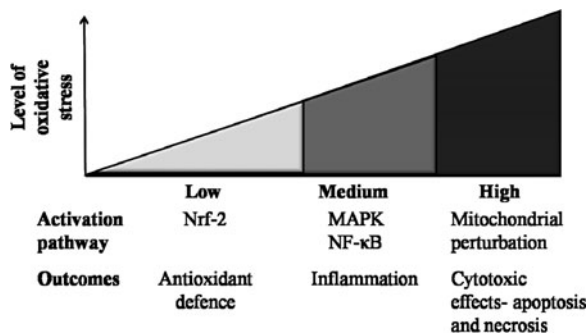 Level of
oxidative
stress
Low Medium High
Activation Nrf-2 MAPK Mitochondrial
pathway NF-κB perturbation
Outcomes Antioxidant Inflammation Cytotoxic
defence effects- apoptosis
and necrosis